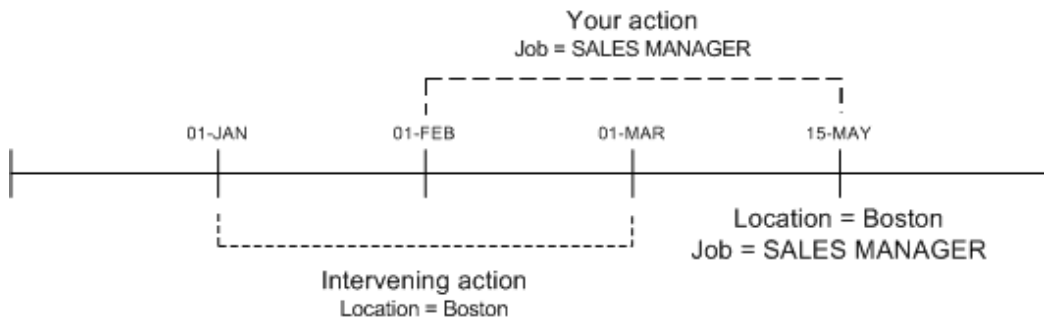 Your action
Job = SALES MANAGER
01-JAN 01-FEB 01-MAR 15-MAY
Location = Boston
Job = SALES MANAGER
Intervening action
Location = Boston